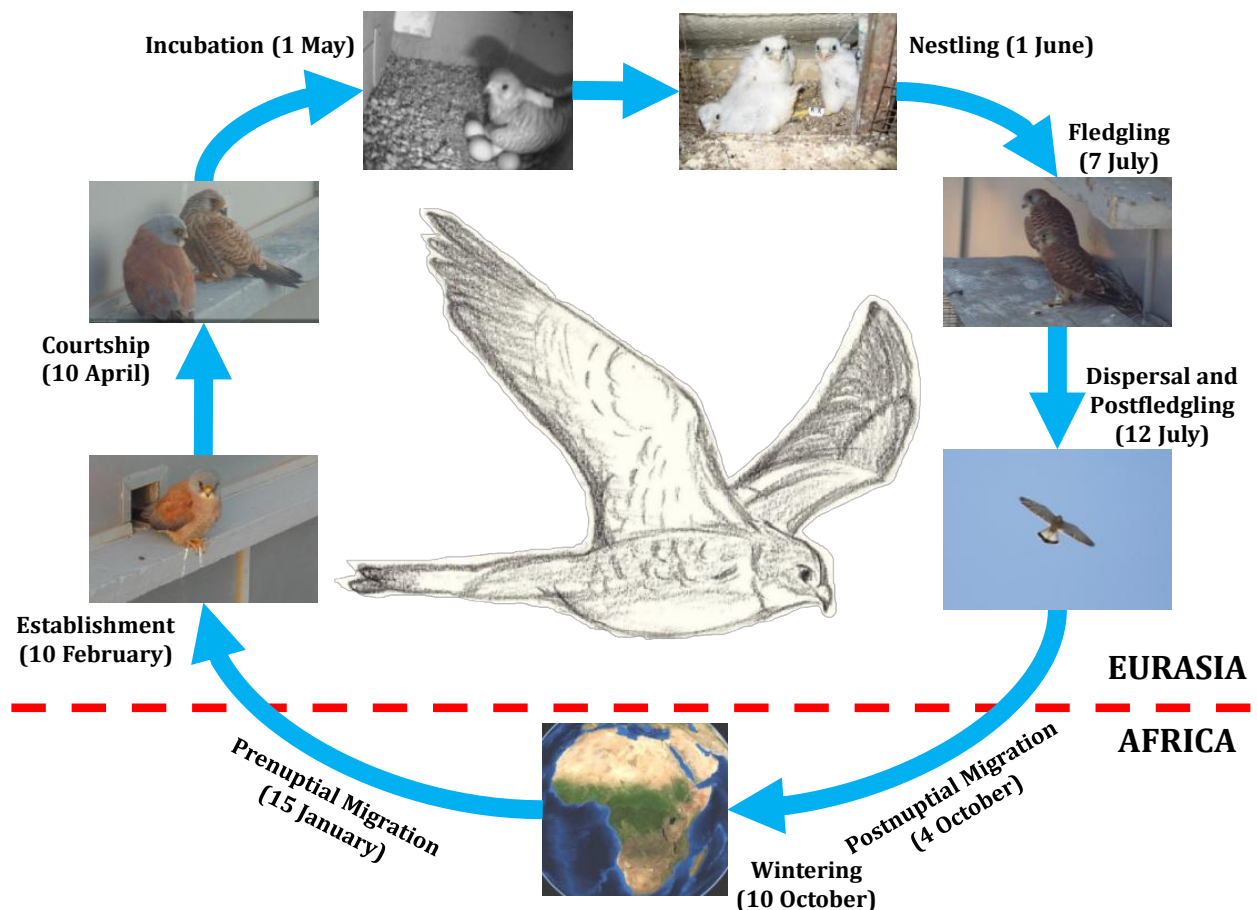 Incubation (1 May)
Nestling (1 June)
Fledgling
(7 July)
Dispersal and
Postfledgling
(12 July)
EURASIA
AFRICA
Postnuptial Migration
(4 October)
Wintering
(10 October)
Prenuptial Migration
(15 January)
Establishment
(10 February)
Courtship
(10 April)